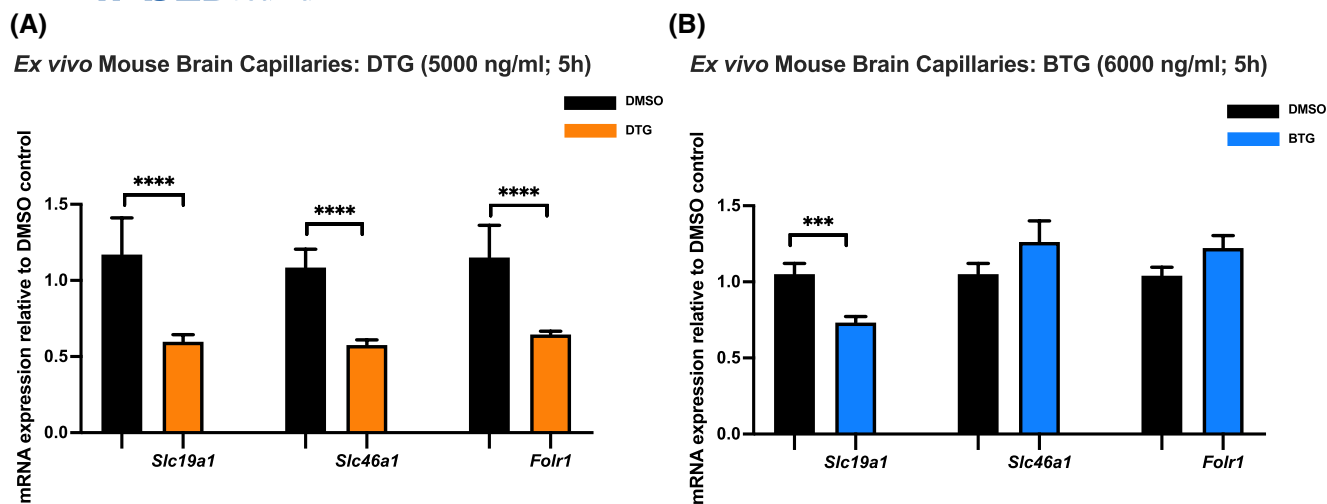 (A)
Ex vivo Mouse Brain Capillaries: DTG (5000 ng/ml; 5h)
DMSO
DTG
mRNA expression relative to DMSO control
1.5
1.0
0.5
0.0
****
****
****
Slc19a1
Slc46a1
Folr1
(B)
Ex vivo Mouse Brain Capillaries: BTG (6000 ng/ml; 5h)
DMSO
BTG
mRNA expression relative to DMSO control
1.5
1.0
0.5
0.0
***
Slc19a1
Slc46a1
Folr1